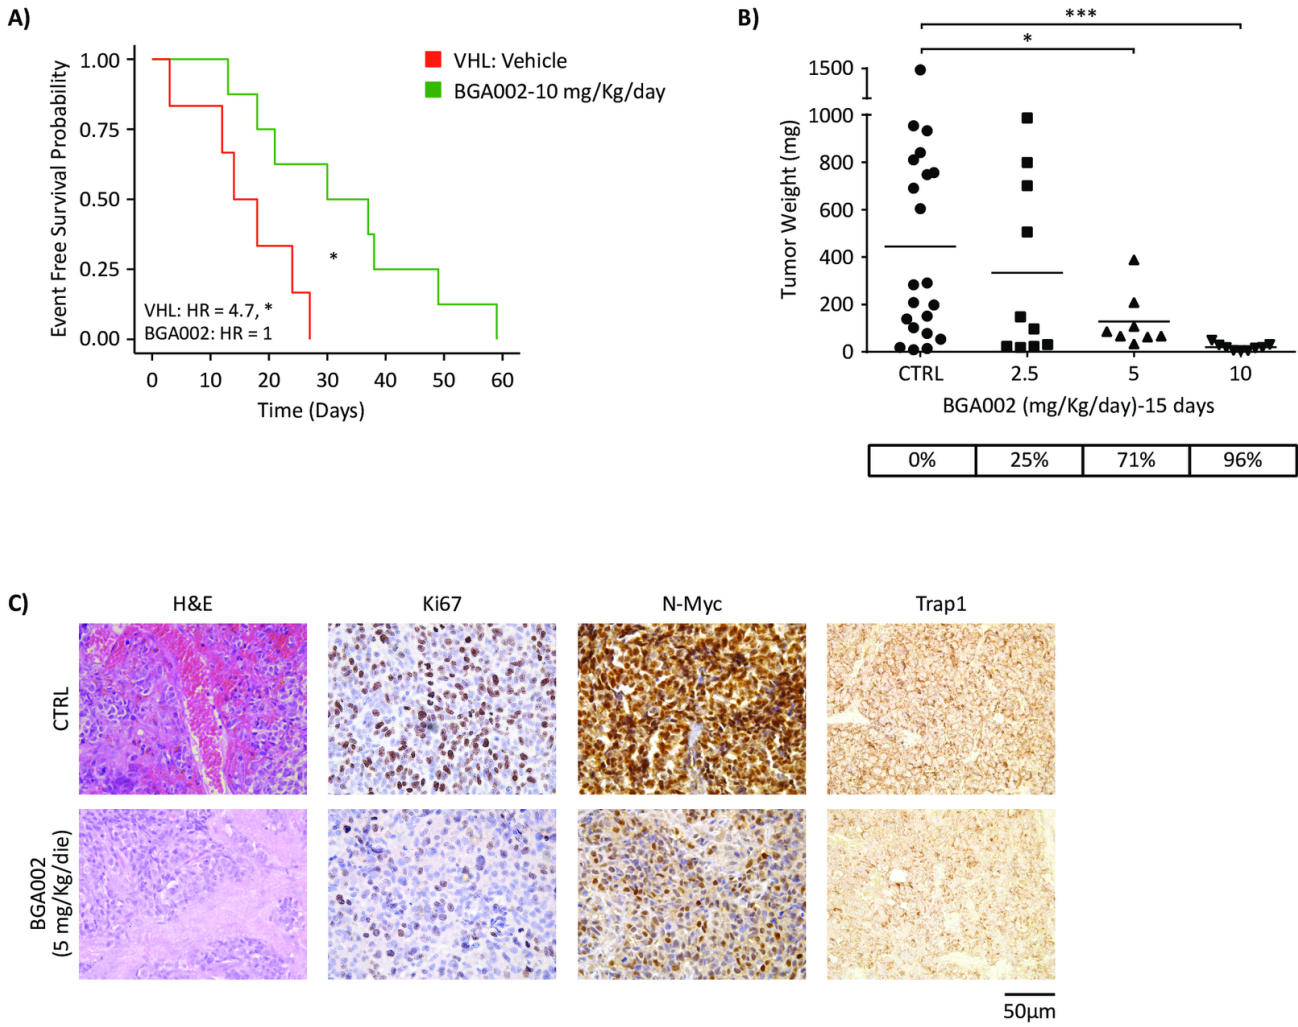 A)
Event Free Survival Probability
1.00
0.75
0.50
0.25
0.00
VHL: Vehicle
BGA002-10 mg/Kg/day
*
VHL: HR = 4.7, *
BGA002: HR = 1
0 10 20 30 40 50 60
Time (Days)
B)
***
*
Tumor Weight (mg)
1500
1000
800
600
400
200
0
CTRL 2.5 5 10
BGA002 (mg/Kg/day)-15 days
0% 25% 71% 96%
C)
H&E Ki67 N-Myc Trap1
CTRL
BGA002
(5 mg/Kg/die)
50µm